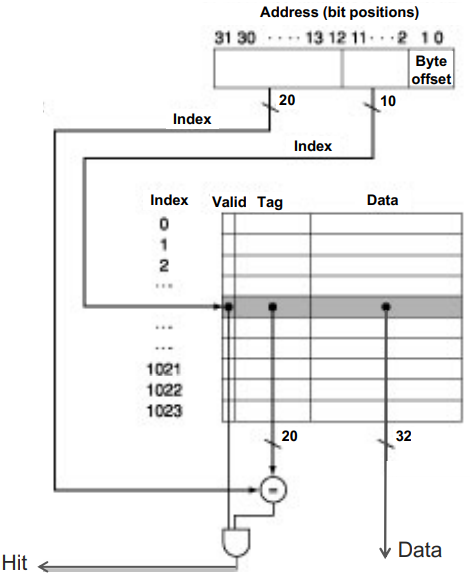 Address (bit positions)
31 30 ···· 13 12 11···2 1 0
Byte
offset
20
10
Index
Index
Index Valid Tag Data
0
1
2
...
...
...
1021
1022
1023
20
32
=
Hit
Data